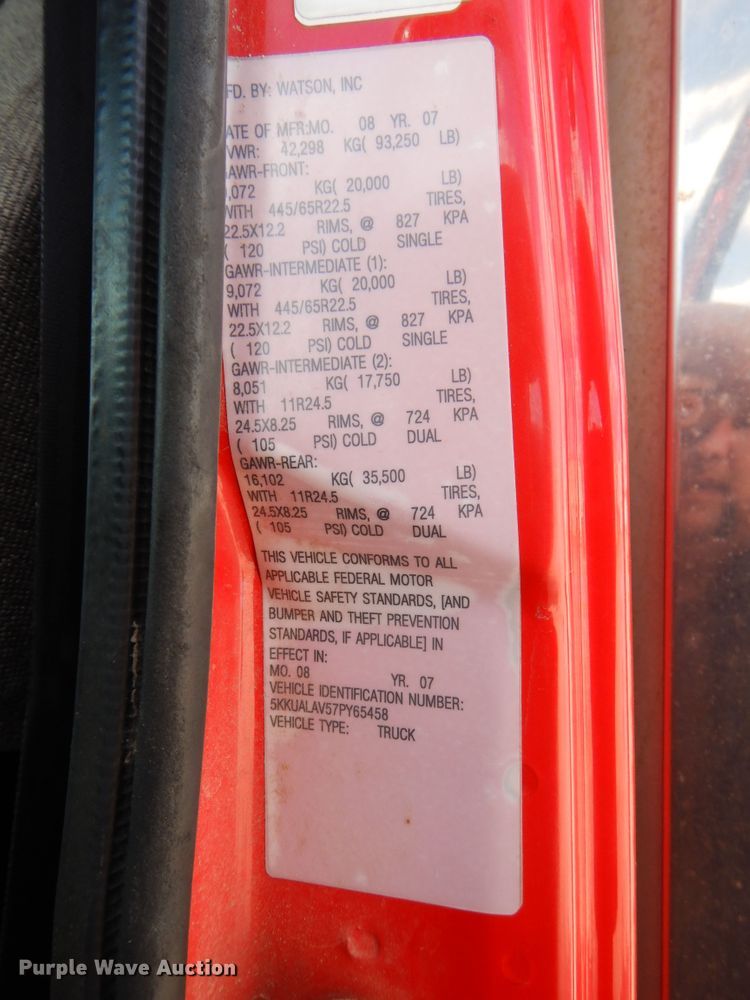 FD. BY: WATSON, INC
ATE OF MFR:MO. 08 YR. 07
VWR: 42,298 KG( 93,250 LB)
GAWR-FRONT:
,072 KG( 20,000 LB)
WITH 445/65R22.5 TIRES,
22.5X12.2 RIMS, @ 827 KPA
( 120 PSI) COLD SINGLE
GAWR-INTERMEDIATE (1):
9,072 KG( 20,000 LB)
WITH 445/65R22.5 TIRES,
22.5X12.2 RIMS, @ 827 KPA
( 120 PSI) COLD SINGLE
GAWR-INTERMEDIATE (2):
8,051 KG( 17,750 LB)
WITH 11R24.5 TIRES,
24.5X8.25 RIMS, @ 724 KPA
( 105 PSI) COLD DUAL
GAWR-REAR:
16,102 KG( 35,500 LB)
WITH 11R24.5 TIRES,
24.5X8.25 RIMS, @ 724 KPA
( 105 PSI) COLD DUAL
THIS VEHICLE CONFORMS TO ALL
APPLICABLE FEDERAL MOTOR
VEHICLE SAFETY STANDARDS, [AND
BUMPER AND THEFT PREVENTION
STANDARDS, IF APPLICABLE] IN
EFFECT IN:
MO. 08 YR. 07
VEHICLE IDENTIFICATION NUMBER:
5KKUALAV57PY65458
VEHICLE TYPE: TRUCK
Purple Wave Auction